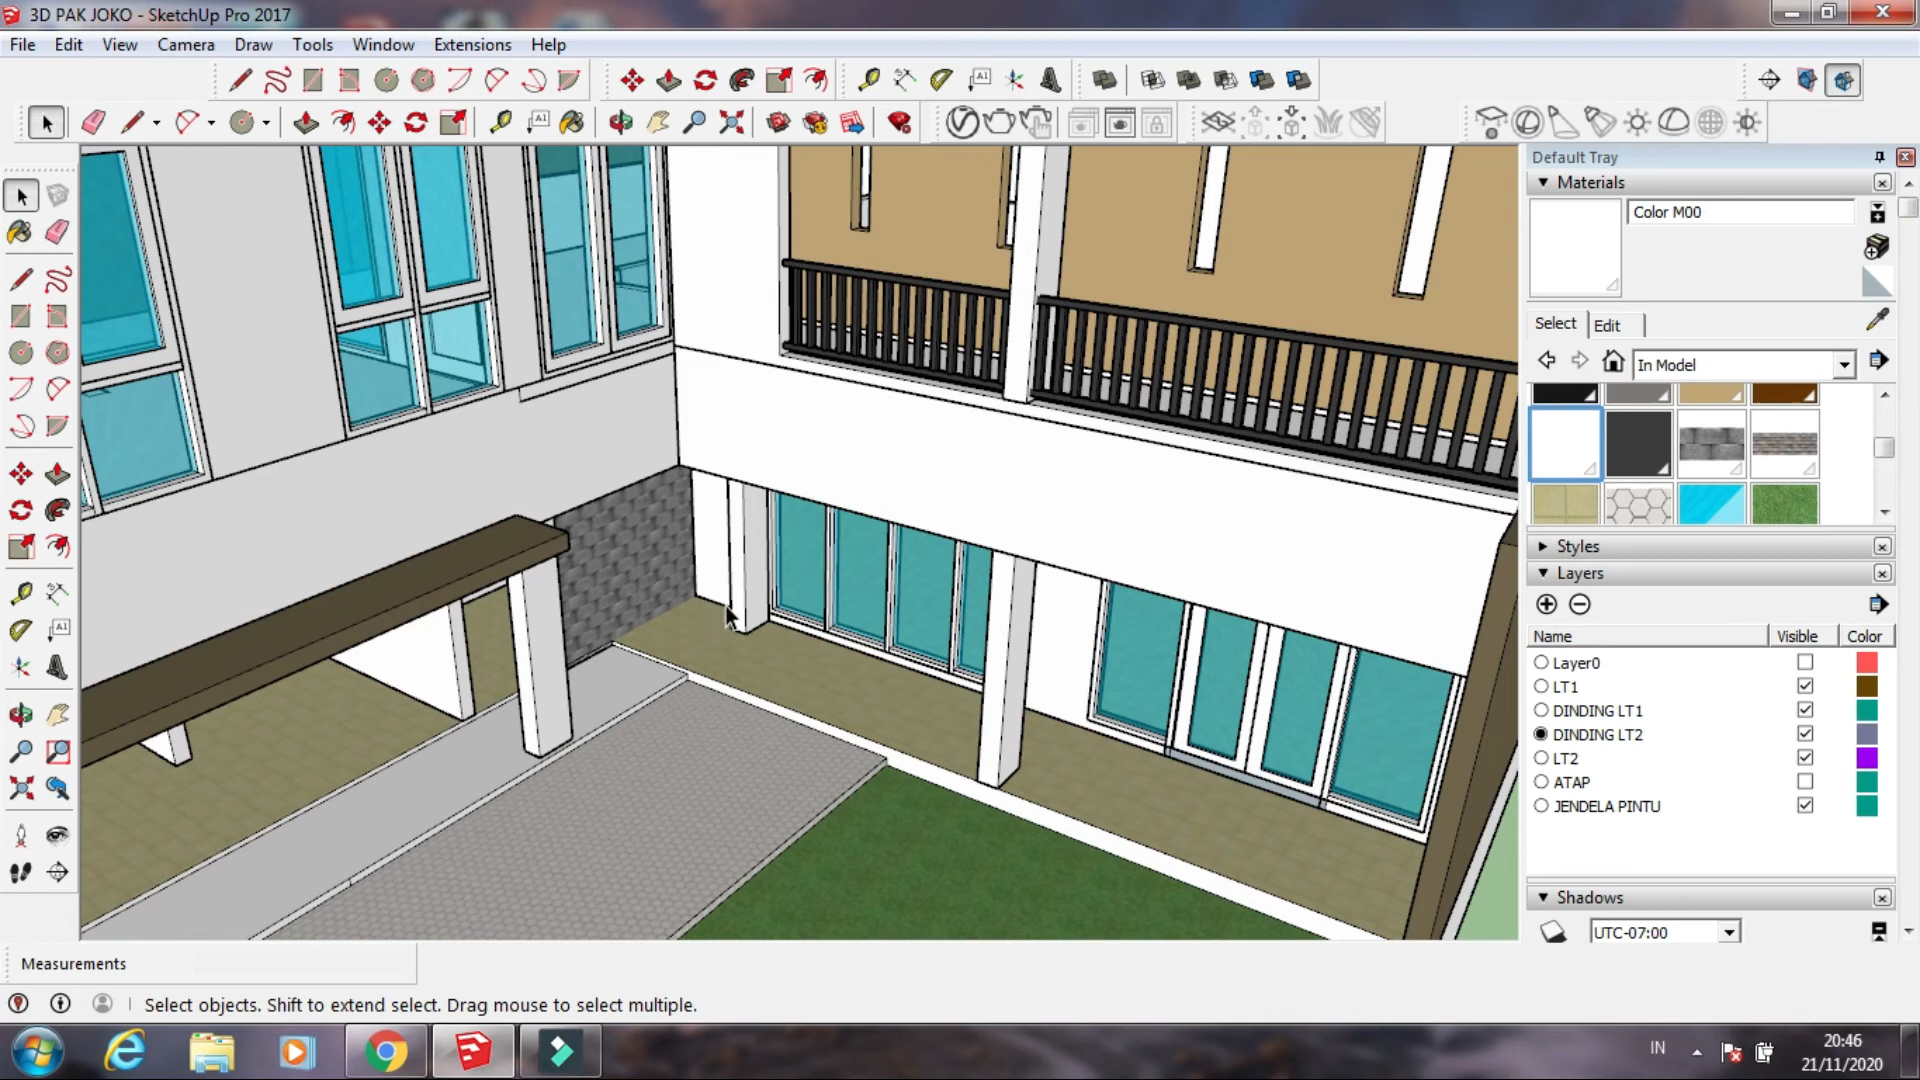 3D PAK JOKO - SketchUp Pro 2017
File Edit View Camera Draw Tools Window Extensions Help
Default Tray
Materials
Color M00
Select Edit
In Model
Styles
Layers
Name Visible Color
Layer0
LT1
DINDING LT1
DINDING LT2
LT2
ATAP
JENDELA PINTU
Shadows
UTC-07:00
Measurements
Select objects. Shift to extend select. Drag mouse to select multiple.
IN
20:46
21/11/2020